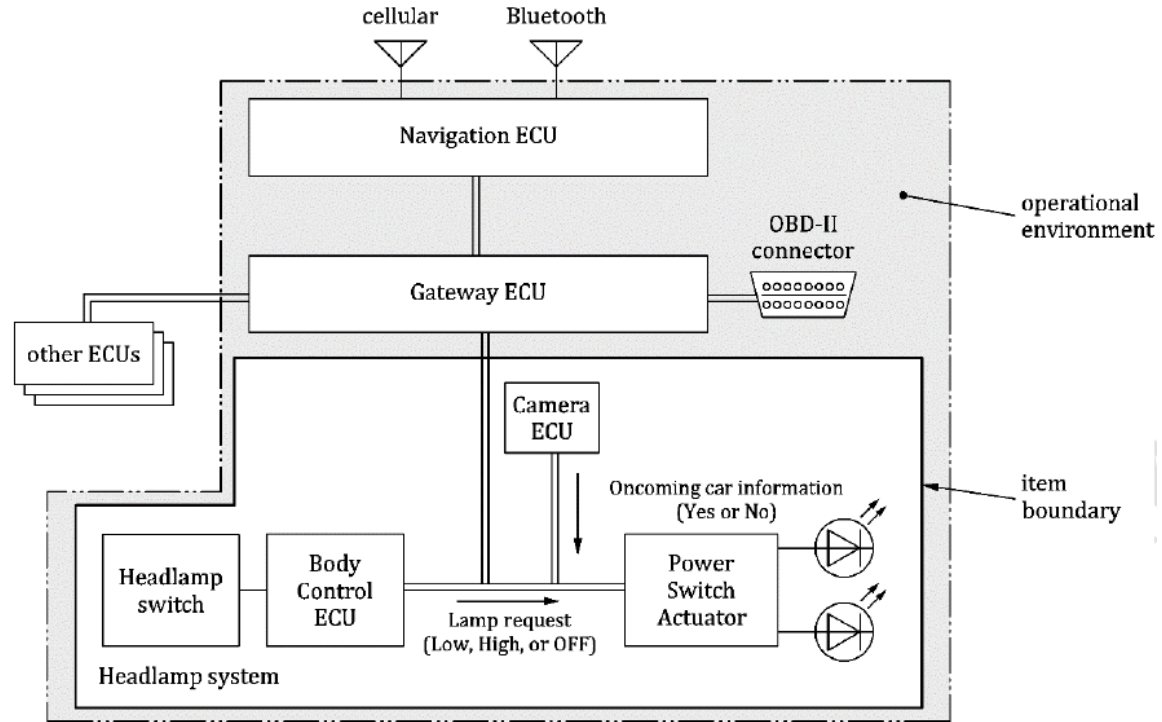 cellular
Bluetooth
Navigation ECU
operational
environment
OBD-II
connector
Gateway ECU
other ECUs
Camera
ECU
Oncoming car information
(Yes or No)
item
boundary
Headlamp
switch
Body
Control
ECU
Power
Switch
Actuator
Lamp request
(Low, High, or OFF)
Headlamp system